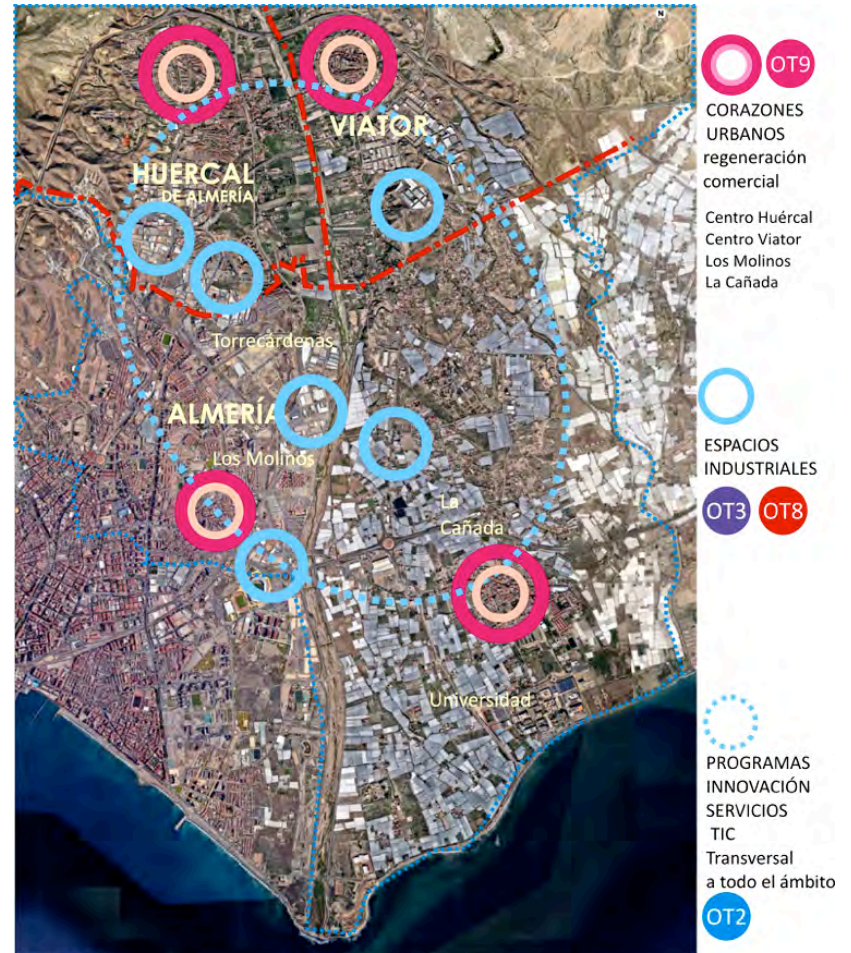 N
VIATOR
HUERCAL
DE ALMERÍA
Torrecárdenas
ALMERÍA
Los Molinos
La
Cañada
Universidad
OT9
CORAZONES
URBANOS
regeneración
comercial
Centro Huércal
Centro Viator
Los Molinos
La Cañada
ESPACIOS
INDUSTRIALES
OT3 OT8
PROGRAMAS
INNOVACIÓN
SERVICIOS
TIC
Transversal
a todo el ámbito
OT2